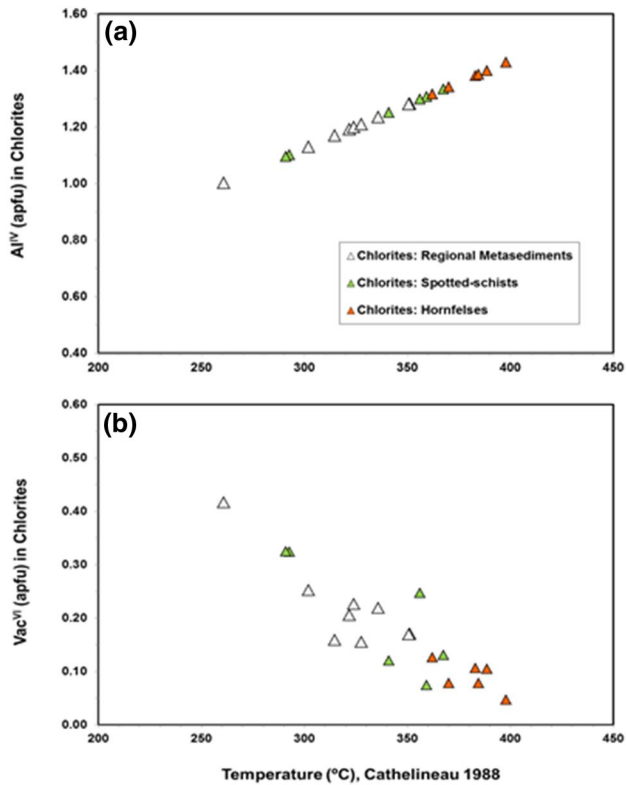 (a)
1.60
1.40
1.20
1.00
0.80
0.60
0.40
Al^IV (apfu) in Chlorites
Chlorites: Regional Metasediments
Chlorites: Spotted-schists
Chlorites: Hornfelses
200 250 300 350 400 450
(b)
0.60
0.50
0.40
0.30
0.20
0.10
0.00
Vac^VI (apfu) in Chlorites
200 250 300 350 400 450
Temperature (ºC), Cathelineau 1988